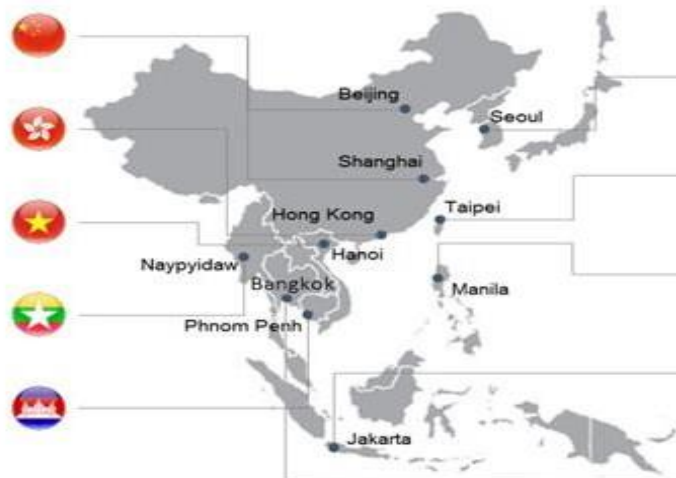 Beijing
Seoul
Shanghai
Hong Kong
Taipei
Hanoi
Naypyidaw
Bangkok
Manila
Phnom Penh
Jakarta